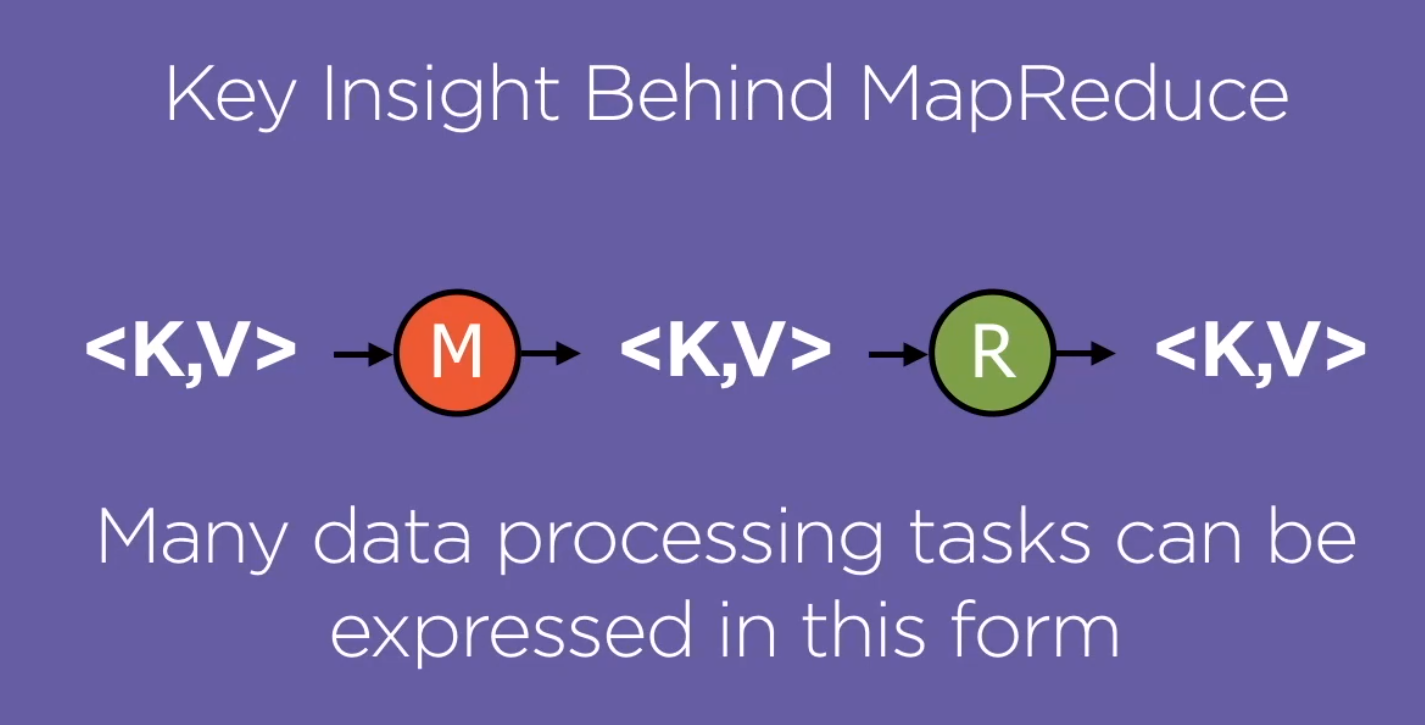 Key Insight Behind MapReduce
<K,V> M <K,V> R <K,V>
Many data processing tasks can be
expressed in this form